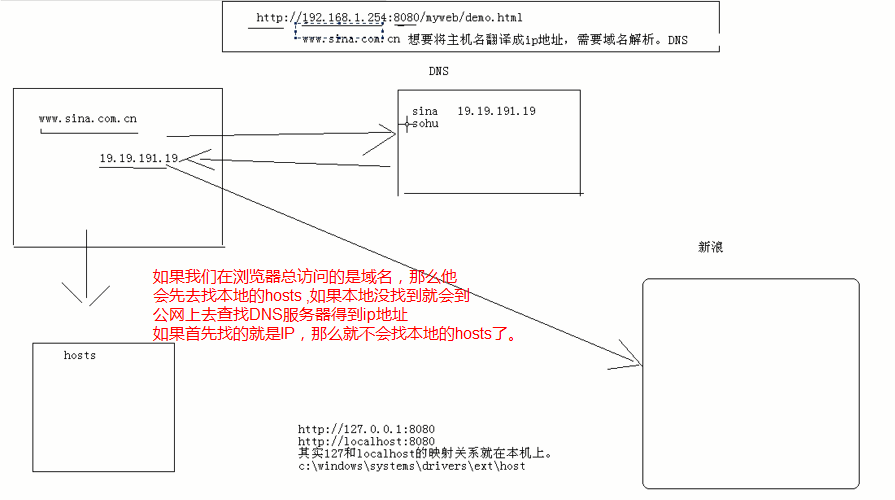 http://192.168.1.254:8080/myweb/demo.html
www.sina.com.cn 想要将主机名翻译成ip地址，需要域名解析。DNS
DNS
www.sina.com.cn
19.19.191.19
sina 19.19.191.19
sohu
新浪
如果我们在浏览器总访问的是域名，那么他
会先去找本地的hosts ,如果本地没找到就会到
公网上去查找DNS服务器得到ip地址
如果首先找的就是IP，那么就不会找本地的hosts了。
hosts
http://127.0.0.1:8080
http://localhost:8080
其实127和localhost的映射关系就在本机上。
c:\windows\systems\drivers\ext\host